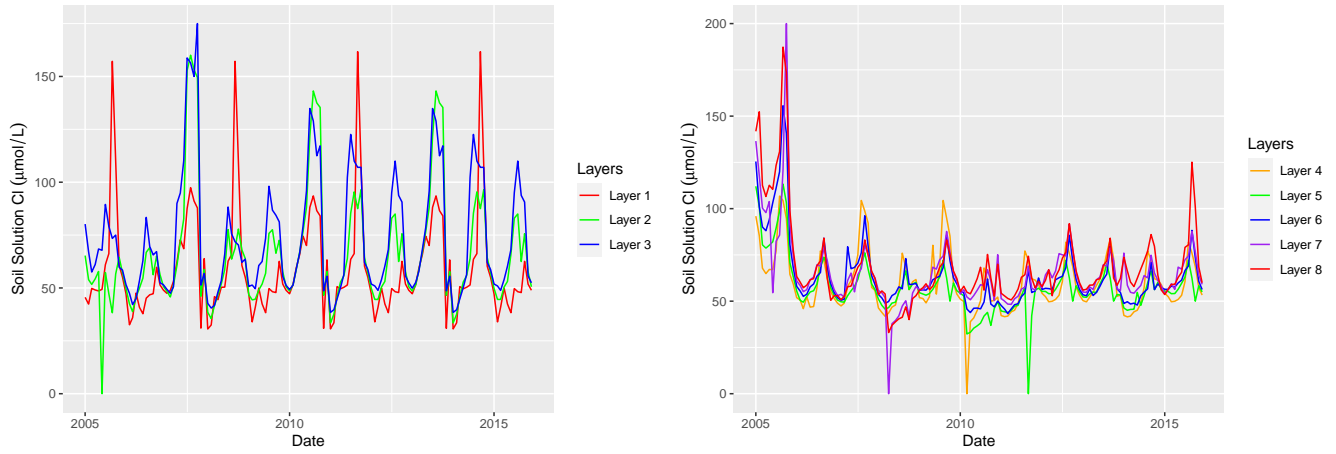 Soil Solution Cl (μmol/L)
150
100
50
0
2005
2010
2015
Date
Layers
Layer 1
Layer 2
Layer 3
Soil Solution Cl (μmol/L)
200
150
100
50
0
2005
2010
2015
Date
Layers
Layer 4
Layer 5
Layer 6
Layer 7
Layer 8